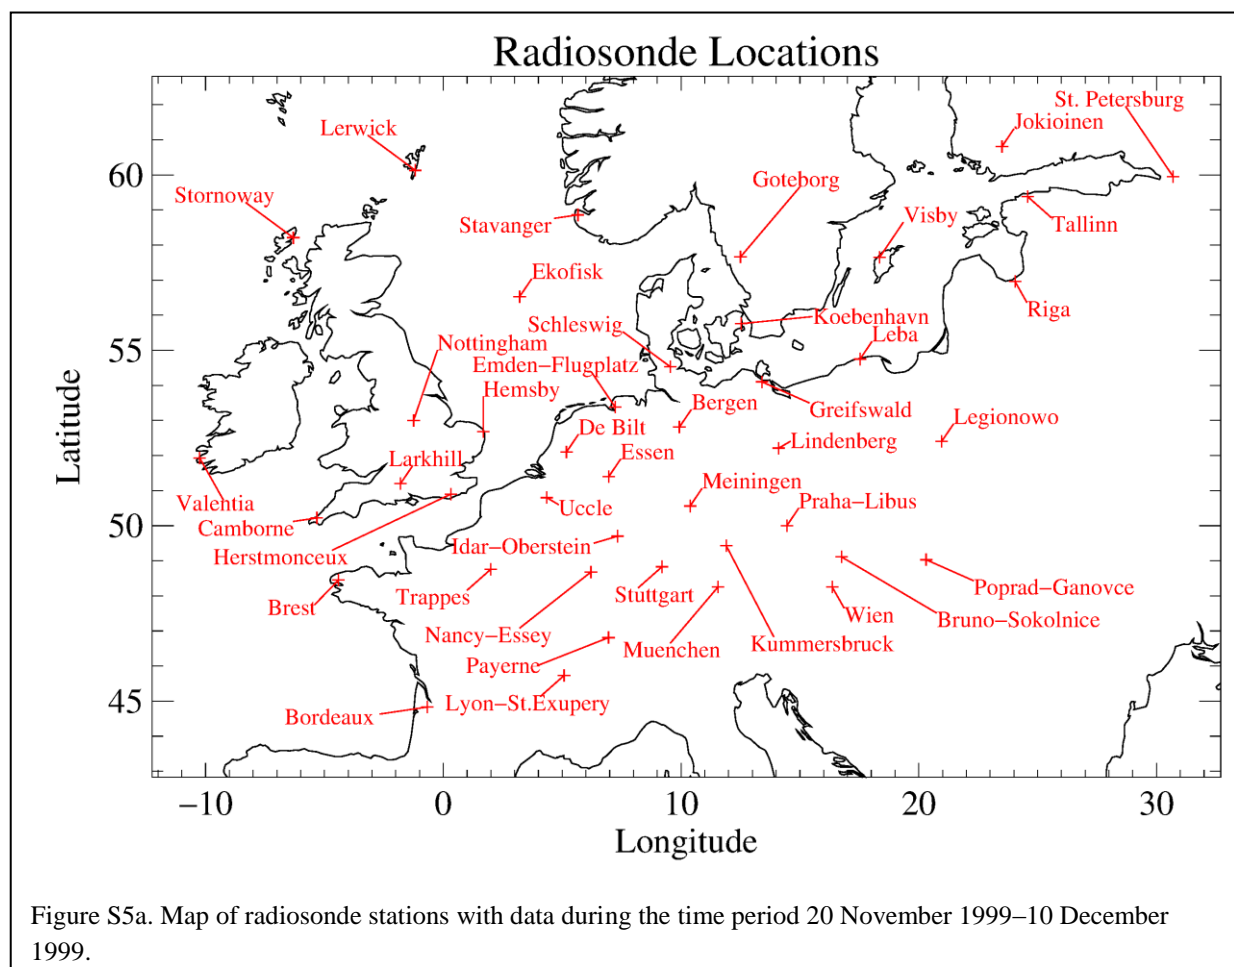 Radiosonde Locations
St. Petersburg
Jokioinen
Lerwick
60
Goteborg
Stornoway
Visby
Stavanger
Tallinn
Ekofisk
Riga
Schleswig
Koebenhavn
Leba
55
Nottingham
Emden-Flugplatz
Hemsby
Bergen
Greifswald
Legionowo
De Bilt
Lindenberg
Essen
Larkhill
Meiningen
Praha-Libus
Valentia
Uccle
Camborne
50
Herstmonceux
Idar-Oberstein
Poprad-Ganovce
Trappes
Stuttgart
Brest
Wien
Bruno-Sokolnice
Nancy-Essey
Kummersbruck
Muenchen
Payerne
Lyon-St.Exupery
45
Bordeaux
Latitude
-10
0
10
20
30
Longitude
Figure S5a. Map of radiosonde stations with data during the time period 20 November 1999–10 December
1999.